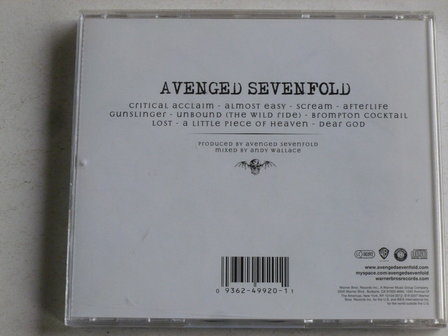 AVENGED SEVENFOLD
CRITICAL ACCLAIM - ALMOST EASY - SCREAM - AFTERLIFE
GUNSLINGER - UNBOUND (THE WILD RIDE) - BROMPTON COCKTAIL
LOST - A LITTLE PIECE OF HEAVEN - DEAR GOD
PRODUCED BY AVENGED SEVENFOLD
MIXED BY ANDY WALLACE
0 9362-49920-1
www.avengedsevenfold.com
myspace.com/avengedsevenfold
warnerbrosrecords.com